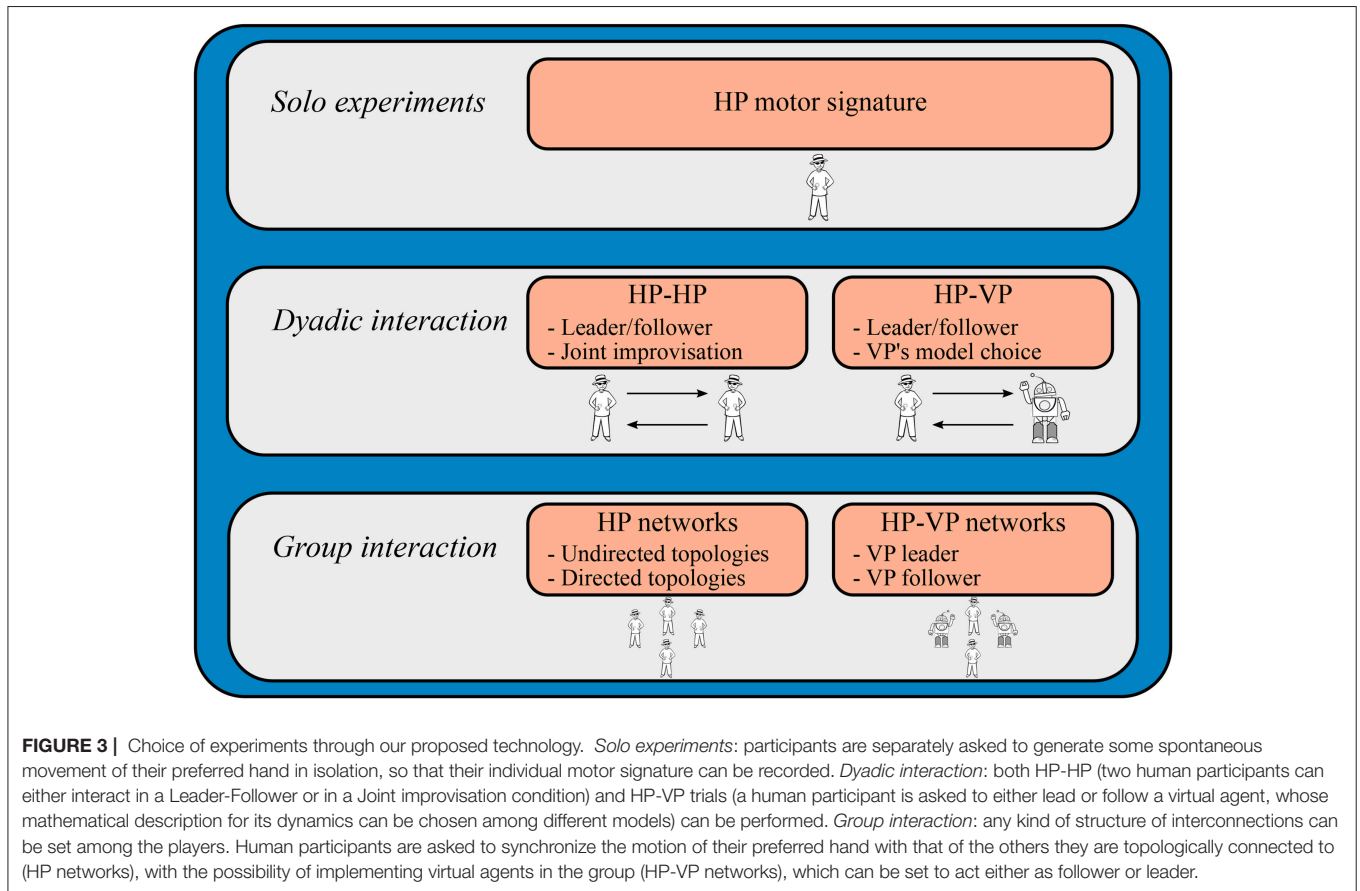 Solo experiments
HP motor signature
Dyadic interaction
HP-HP
- Leader/follower
- Joint improvisation
HP-VP
- Leader/follower
- VP's model choice
Group interaction
HP networks
- Undirected topologies
- Directed topologies
HP-VP networks
- VP leader
- VP follower
FIGURE 3 | Choice of experiments through our proposed technology. Solo experiments: participants are separately asked to generate some spontaneous
movement of their preferred hand in isolation, so that their individual motor signature can be recorded. Dyadic interaction: both HP-HP (two human participants can
either interact in a Leader-Follower or in a Joint improvisation condition) and HP-VP trials (a human participant is asked to either lead or follow a virtual agent, whose
mathematical description for its dynamics can be chosen among different models) can be performed. Group interaction: any kind of structure of interconnections can
be set among the players. Human participants are asked to synchronize the motion of their preferred hand with that of the others they are topologically connected to
(HP networks), with the possibility of implementing virtual agents in the group (HP-VP networks), which can be set to act either as follower or leader.